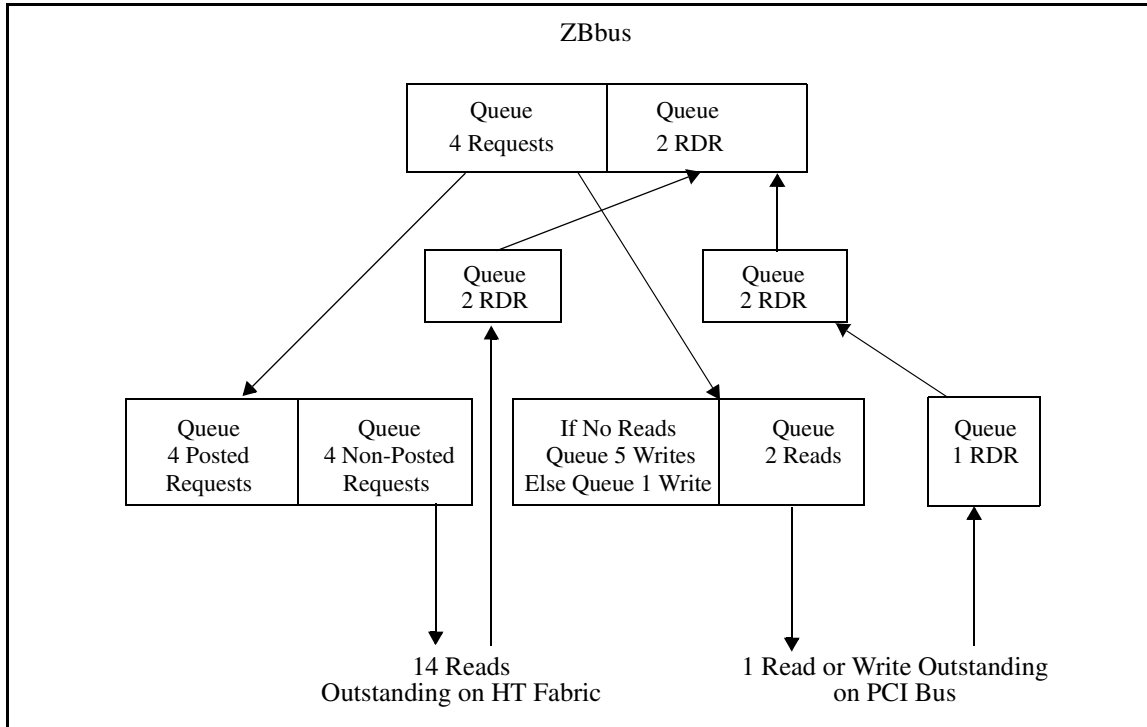 ZBbus
Queue
4 Requests
Queue
2 RDR
Queue
2 RDR
Queue
2 RDR
Queue
4 Posted
Requests
Queue
4 Non-Posted
Requests
If No Reads
Queue 5 Writes
Else Queue 1 Write
Queue
2 Reads
Queue
1 RDR
14 Reads
Outstanding on HT Fabric
1 Read or Write Outstanding
on PCI Bus